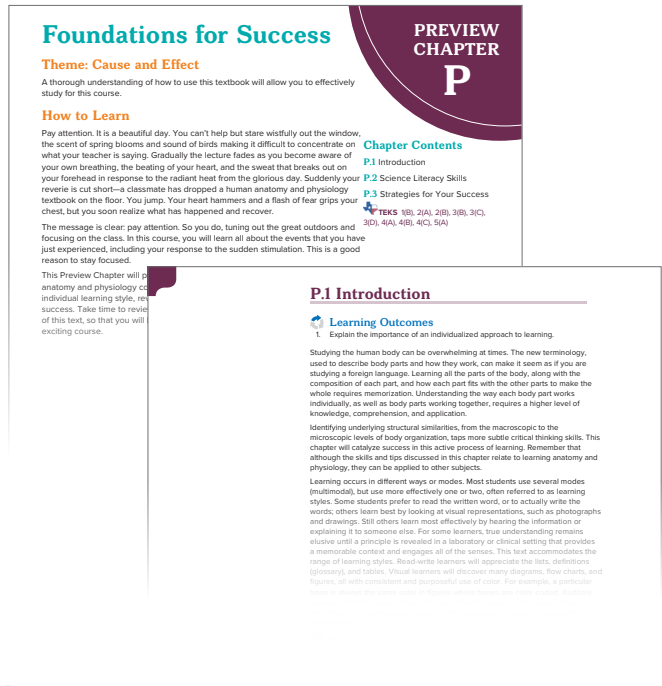 Foundations for Success
Theme: Cause and Effect
A thorough understanding of how to use this textbook will allow you to effectively
study for this course.
How to Learn
Pay attention. It is a beautiful day. You can't help but stare wistfully out the window,
the scent of spring blooms and sound of birds making it difficult to concentrate on
what your teacher is saying. Gradually the lecture fades as you become aware of
your own breathing, the beating of your heart, and the sweat that breaks out on
your forehead in response to the radiant heat from the glorious day. Suddenly your
reverie is cut short—a classmate has dropped a human anatomy and physiology
textbook on the floor. You jump. Your heart hammers and a flash of fear grips your
chest, but you soon realize what has happened and recover.
The message is clear: pay attention. So you do, tuning out the great outdoors and
focusing on the class. In this course, you will learn all about the events that you have
just experienced, including your response to the sudden stimulation. This is a good
reason to stay focused.
This Preview Chapter will p
anatomy and physiology co
individual learning style, rev
success. Take time to revie
of this text, so that you will
exciting course.
PREVIEW
CHAPTER
P
Chapter Contents
P.1 Introduction
P.2 Science Literacy Skills
P.3 Strategies for Your Success
TEKS 1(B), 2(A), 2(B), 3(B), 3(C),
3(D), 4(A), 4(B), 4(C), 5(A)
P.1 Introduction
Learning Outcomes
1. Explain the importance of an individualized approach to learning.
Studying the human body can be overwhelming at times. The new terminology,
used to describe body parts and how they work, can make it seem as if you are
studying a foreign language. Learning all the parts of the body, along with the
composition of each part, and how each part fits with the other parts to make the
whole requires memorization. Understanding the way each body part works
individually, as well as body parts working together, requires a higher level of
knowledge, comprehension, and application.
Identifying underlying structural similarities, from the macroscopic to the
microscopic levels of body organization, taps more subtle critical thinking skills. This
chapter will catalyze success in this active process of learning. Remember that
although the skills and tips discussed in this chapter relate to learning anatomy and
physiology, they can be applied to other subjects.
Learning occurs in different ways or modes. Most students use several modes
(multimodal), but use more effectively one or two, often referred to as learning
styles. Some students prefer to read the written word, or to actually write the
words; others learn best by looking at visual representations, such as photographs
and drawings. Still others learn most effectively by hearing the information or
explaining it to someone else. For some learners, true understanding remains
elusive until a principle is revealed in a laboratory or clinical setting that provides
a memorable context and engages all of the senses. This text accommodates the
range of learning styles. Read-write learners will appreciate the lists, definitions
(glossary), and tables. Visual learners will discover many diagrams, flow charts, and
figures, all with consistent and purposeful use of color. For example, a particular